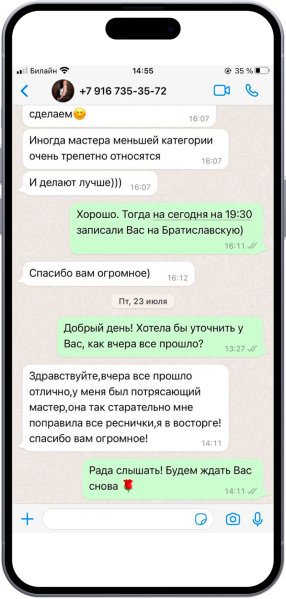 Билайн 14:55 35 %
+7 916 735-35-72
сделаем😊
16:07
Иногда мастера меньшей категории
очень трепетно относятся
16:07
И делают лучше))) 16:07
Хорошо. Тогда на сегодня на 19:30
записали Вас на Братиславскую)
16:11
Спасибо вам огромное) 16:12
Пт, 23 июля
Добрый день! Хотела бы уточнить у
Вас, как вчера все прошло?
13:27
Здравствуйте,вчера все прошло
отлично,у меня был потрясающий
мастер,она так старательно мне
поправила все реснички,я в восторге!
спасибо вам огромное!
14:11
Рада слышать! Будем ждать Вас
снова 🌹
14:11